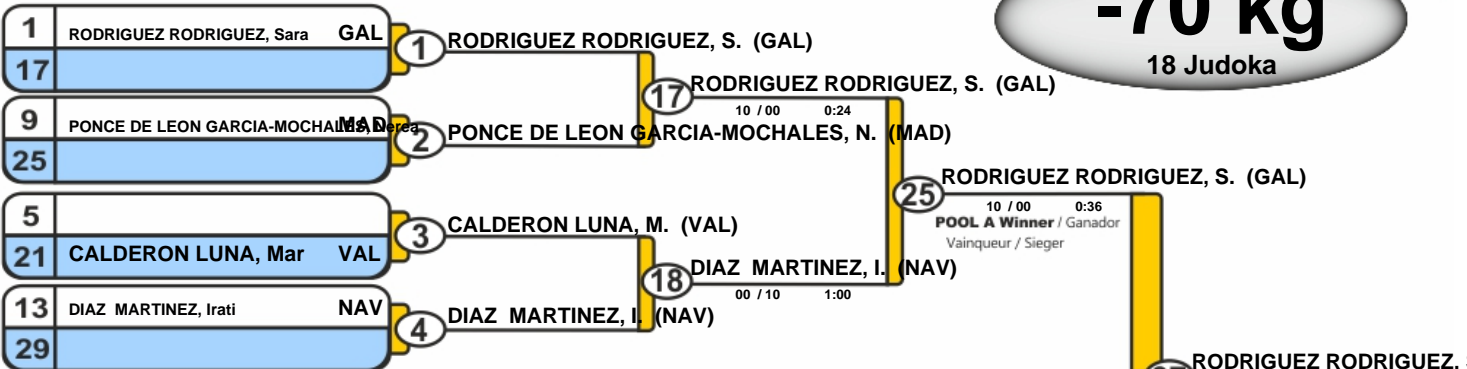 -70 kg
18 Judoka
1 RODRIGUEZ RODRIGUEZ, Sara GAL
17
1 RODRIGUEZ RODRIGUEZ, S. (GAL)
17 RODRIGUEZ RODRIGUEZ, S. (GAL)
10 / 00 0:24
9 PONCE DE LEON GARCIA-MOCHALES, Nerea MAD
25
2 PONCE DE LEON GARCIA-MOCHALES, N. (MAD)
25 RODRIGUEZ RODRIGUEZ, S. (GAL)
10 / 00 0:36
POOL A Winner / Ganador
Vainqueur / Sieger
5
21 CALDERON LUNA, Mar VAL
3 CALDERON LUNA, M. (VAL)
18 DIAZ MARTINEZ, I. (NAV)
00 / 10 1:00
13 DIAZ MARTINEZ, Irati NAV
29
4 DIAZ MARTINEZ, I. (NAV)
RODRIGUEZ RODRIGUEZ,